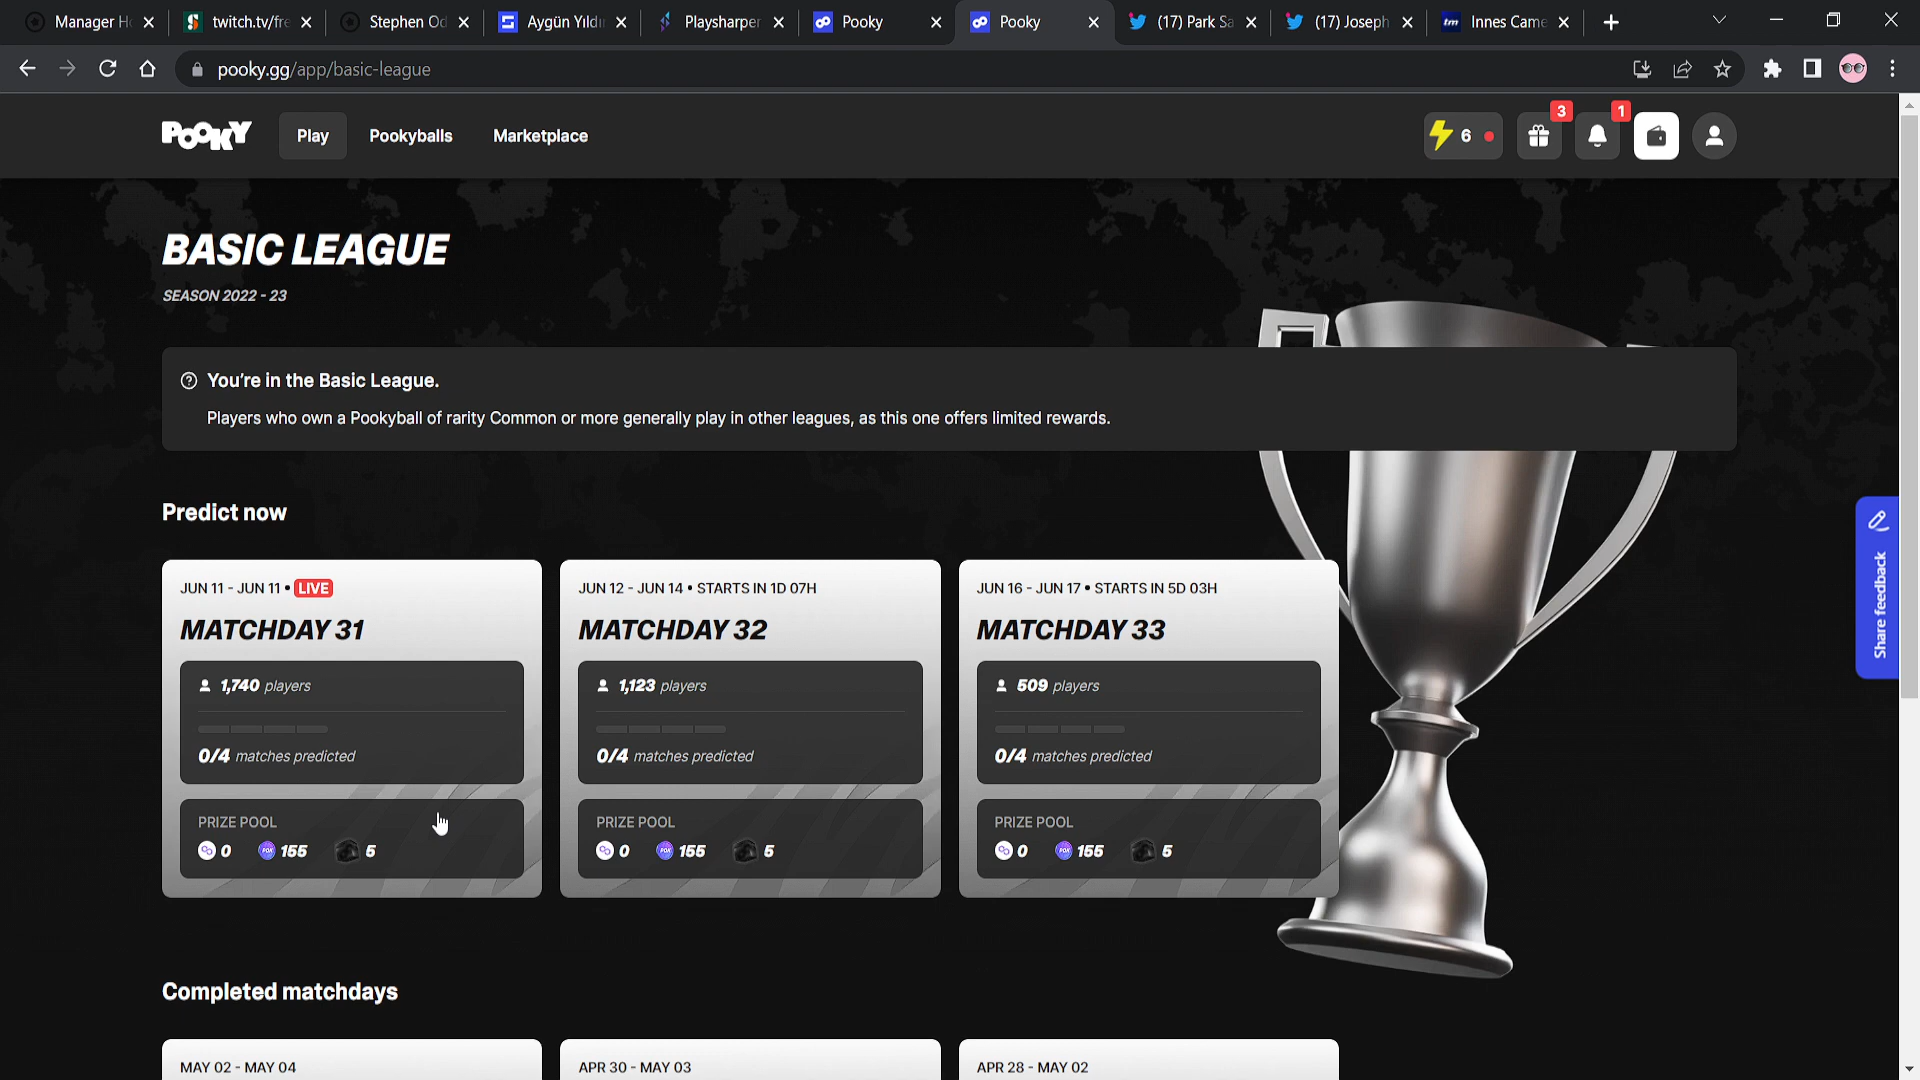 Manager H
twitch.tv/fre
Stephen Od
Aygün Yıldı
Playsharper
Pooky
Pooky
(17) Park Sa
(17) Joseph
tm Innes Came
pooky.gg/app/basic-league
POOKY
Play
Pookyballs
Marketplace
6
3
1
BASIC LEAGUE
SEASON 2022 - 23
You're in the Basic League.
Players who own a Pookyball of rarity Common or more generally play in other leagues, as this one offers limited rewards.
Predict now
JUN 11 - JUN 11 • LIVE
MATCHDAY 31
1,740 players
0/4 matches predicted
PRIZE POOL
0 POK 155 5
JUN 12 - JUN 14 • STARTS IN 1D 07H
MATCHDAY 32
1,123 players
0/4 matches predicted
PRIZE POOL
0 POK 155 5
JUN 16 - JUN 17 • STARTS IN 5D 03H
MATCHDAY 33
509 players
0/4 matches predicted
PRIZE POOL
0 POK 155 5
Share feedback
Completed matchdays
MAY 02 - MAY 04
APR 30 - MAY 03
APR 28 - MAY 02